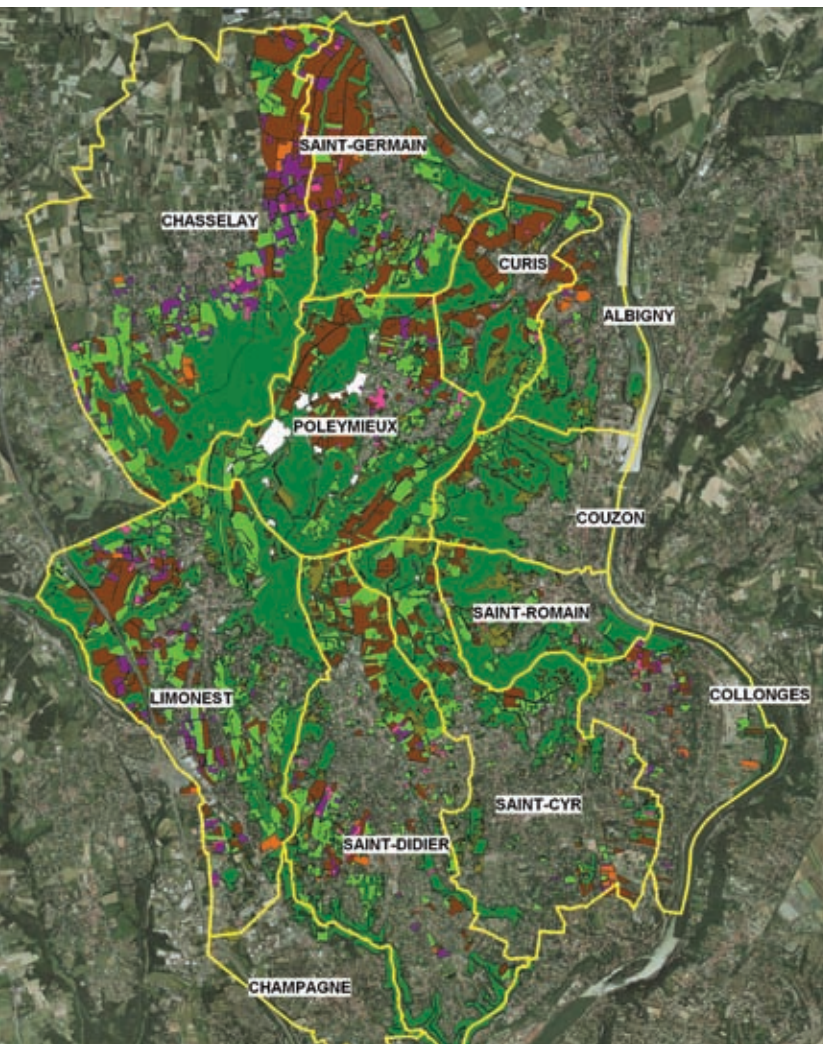 SAINT-GERMAIN
CHASSELAY
CURIS
ALBIGNY
POLEYMIEUX
COUZON
SAINT-ROMAIN
LIMONEST
COLLONGES
SAINT-CYR
SAINT-DIDIER
CHAMPAGNE